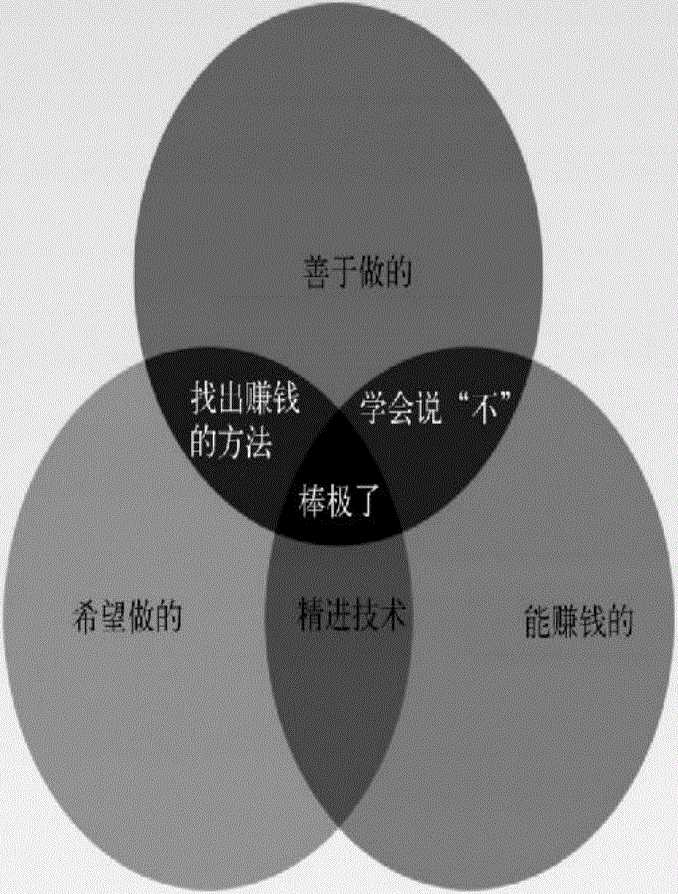 善于做的
找出赚钱
的方法
学会说“不”
棒极了
希望做的
精进技术
能赚钱的